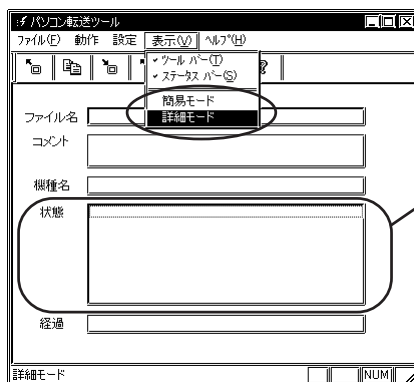 パソコン転送ツール
ファイル(F) 動作 設定 表示(V) ヘルプ(H)
ツール バー(T)
ステータス バー(S)
簡易モード
詳細モード
ファイル名
コメント
機種名
状態
経過
詳細モード NUM